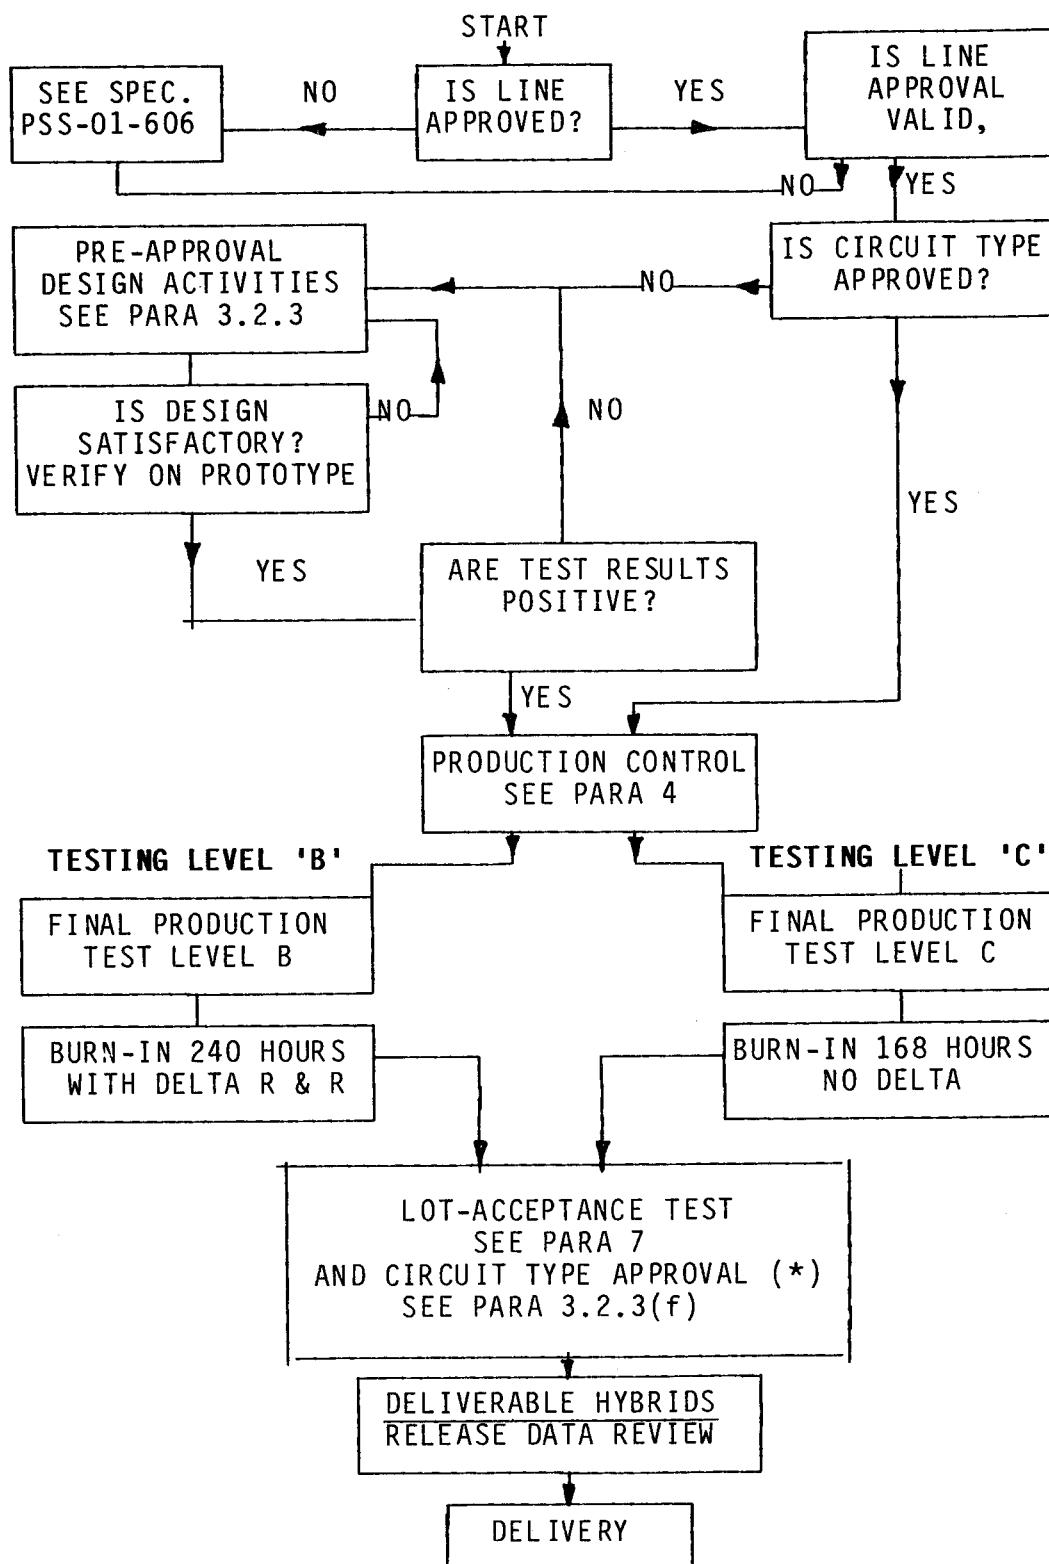 START
IS LINE
APPROVED?
NO
YES
SEE SPEC.
PSS-01-606
IS LINE
APPROVAL
VALID,
NO
YES
PRE-APPROVAL
DESIGN ACTIVITIES
SEE PARA 3.2.3
NO
IS CIRCUIT TYPE
APPROVED?
IS DESIGN
SATISFACTORY?
VERIFY ON PROTOTYPE
NO
NO
YES
YES
ARE TEST RESULTS
POSITIVE?
YES
PRODUCTION CONTROL
SEE PARA 4
TESTING LEVEL 'B'
TESTING LEVEL 'C'
FINAL PRODUCTION
TEST LEVEL B
FINAL PRODUCTION
TEST LEVEL C
BURN-IN 240 HOURS
WITH DELTA R & R
BURN-IN 168 HOURS
NO DELTA
LOT-ACCEPTANCE TEST
SEE PARA 7
AND CIRCUIT TYPE APPROVAL (*)
SEE PARA 3.2.3(f)
DELIVERABLE HYBRIDS
RELEASE DATA REVIEW
DELIVERY